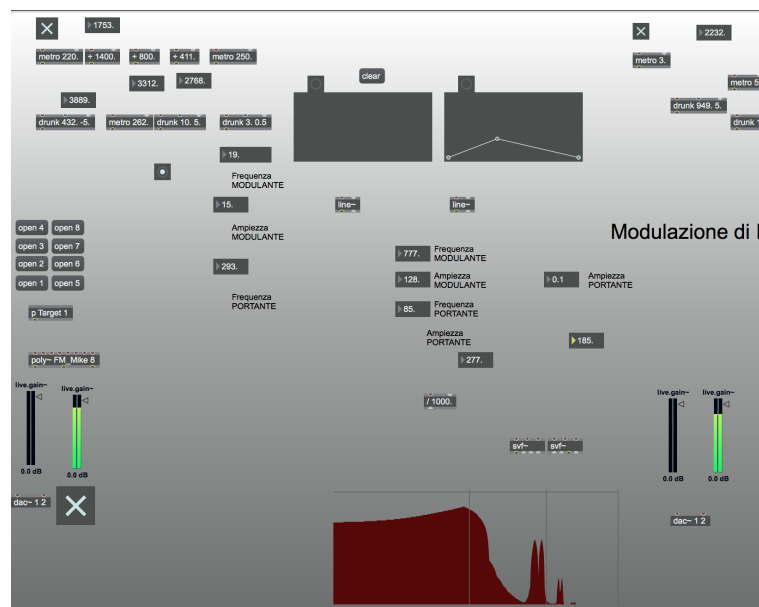 1753.
2232.
metro 220.
+ 1400.
+ 800.
+ 411.
metro 250.
metro 3.
clear
3312.
2768.
metro 5
3889.
drunk 949. 5.
drunk 432. -5.
metro 262.
drunk 10. 5.
drunk 3. 0.5
drunk 1
19.
Frequenza
MODULANTE
15.
line~
line~
open 4
open 8
Ampiezza
MODULANTE
Modulazione di
open 3
open 7
777.
Frequenza
MODULANTE
open 2
open 6
293.
open 1
open 5
128.
Ampiezza
MODULANTE
0.1
Ampiezza
PORTANTE
Frequenza
PORTANTE
85.
Frequenza
PORTANTE
p Target 1
Ampiezza
PORTANTE
185.
poly~ FM_Mike 8
277.
live.gain~
live.gain~
live.gain~
live.gain~
/ 1000.
svf~
svf~
0.0 dB
0.0 dB
0.0 dB
0.0 dB
dac~ 1 2
dac~ 1 2